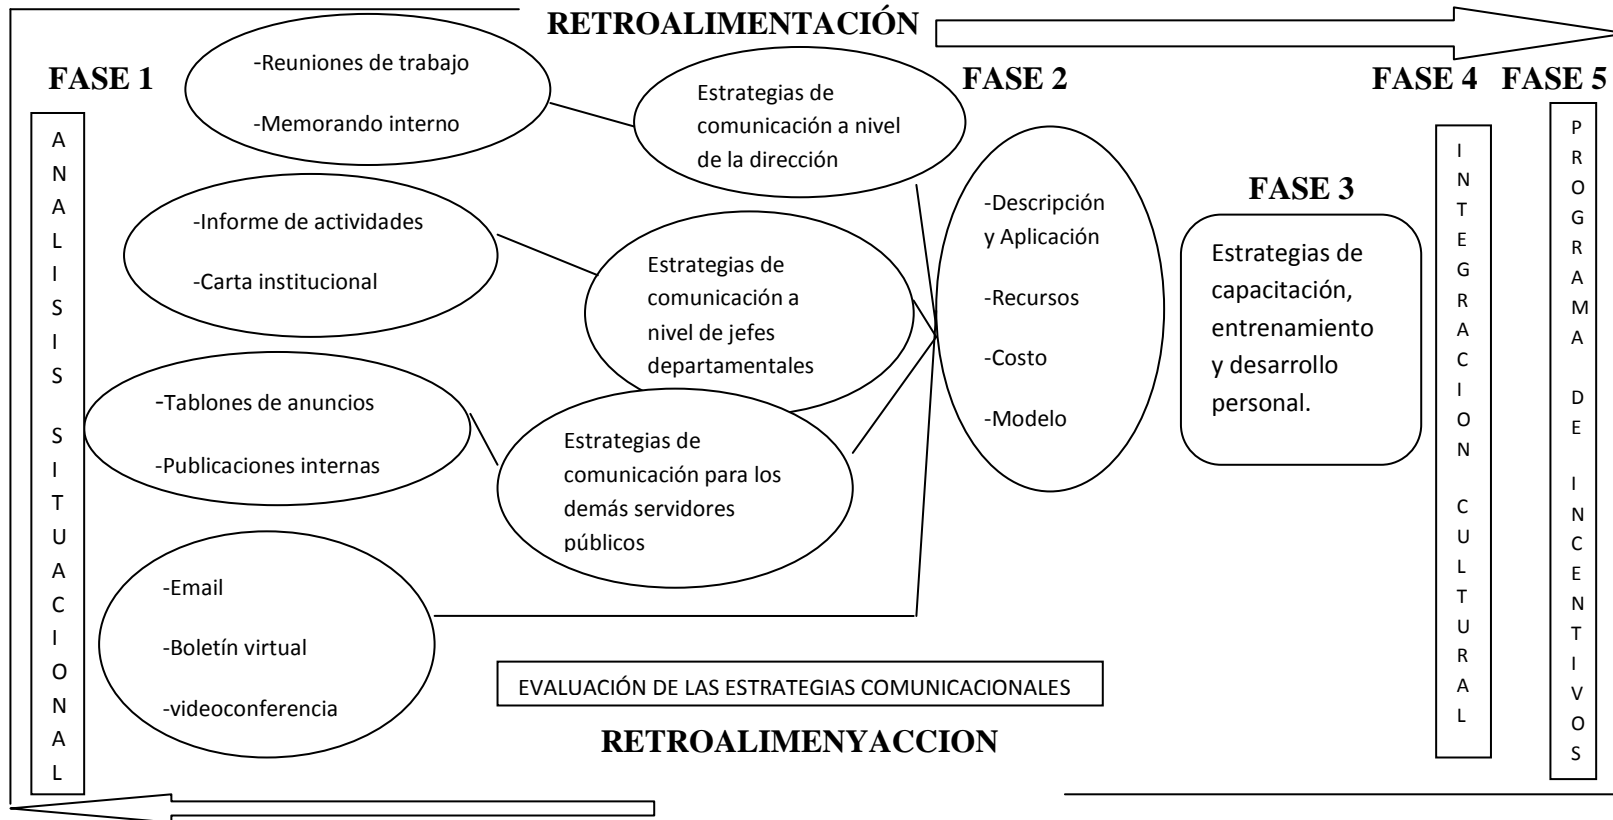 RETROALIMENTACIÓN
FASE 1
FASE 2
FASE 4
FASE 5
FASE 3
ANALISIS SITUACIONAL
-Reuniones de trabajo
-Memorando interno
Estrategias de
comunicación a nivel
de la dirección
-Informe de actividades
-Carta institucional
Estrategias de
comunicación a
nivel de jefes
departamentales
-Tablones de anuncios
-Publicaciones internas
Estrategias de
comunicación para los
demás servidores
públicos
-Email
-Boletín virtual
-videoconferencia
-Descripción
y Aplicación
-Recursos
-Costo
-Modelo
Estrategias de
capacitación,
entrenamiento
y desarrollo
personal.
INTEGRACION CULTURAL
PROGRAMA DE INCENTIVOS
EVALUACIÓN DE LAS ESTRATEGIAS COMUNICACIONALES
RETROALIMENYACCION